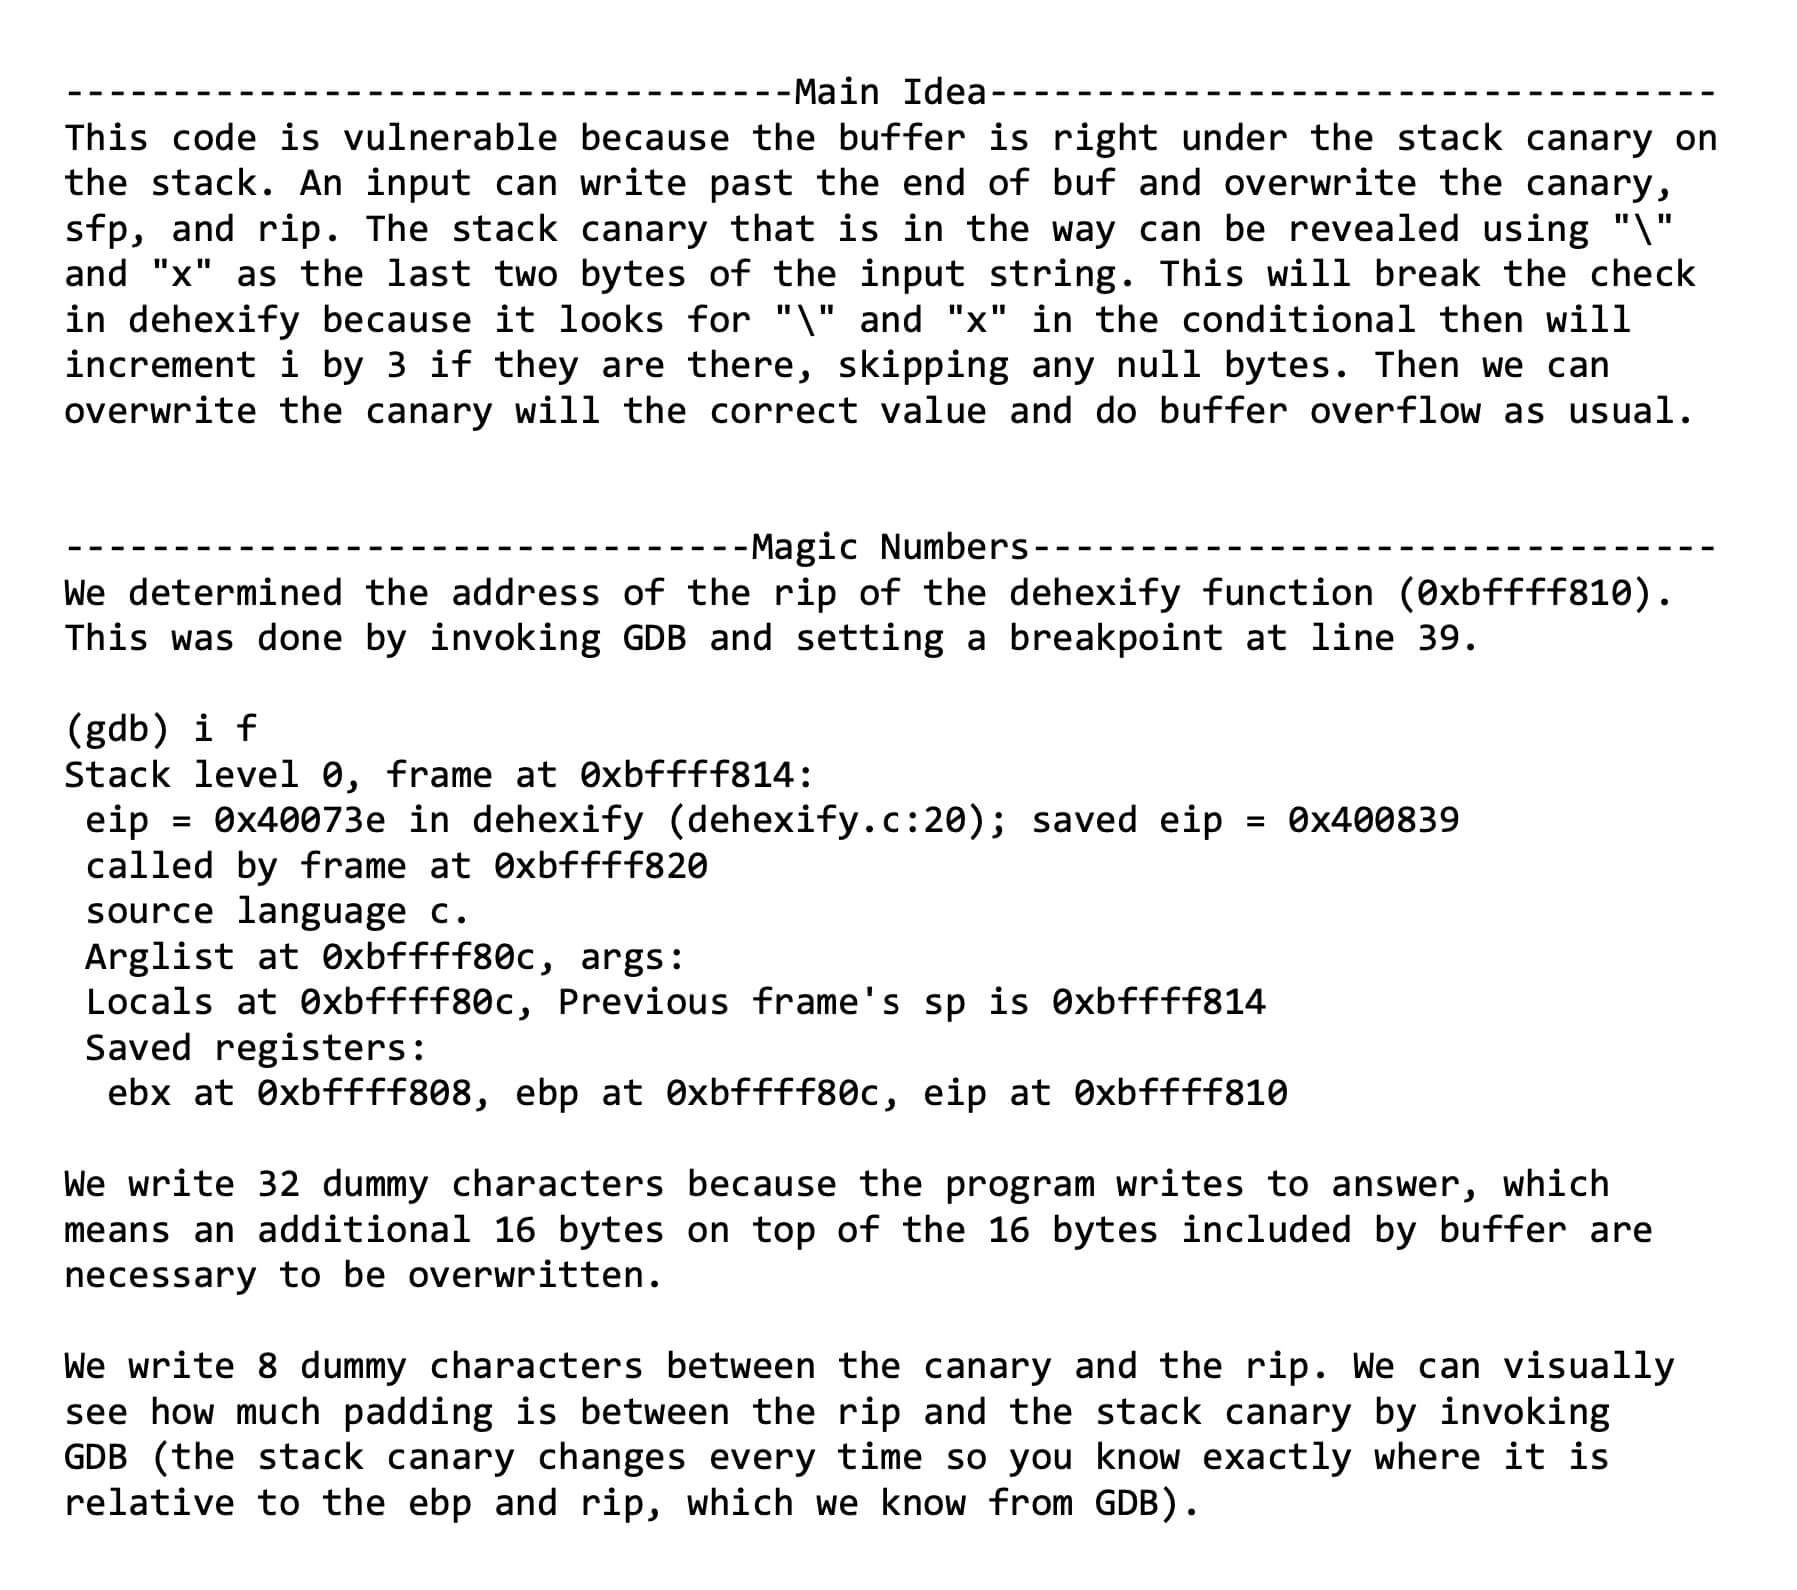 ----------------------------------Main Idea----------------------------------
This code is vulnerable because the buffer is right under the stack canary on
the stack. An input can write past the end of buf and overwrite the canary,
sfp, and rip. The stack canary that is in the way can be revealed using "\"
and "x" as the last two bytes of the input string. This will break the check
in dehexify because it looks for "\" and "x" in the conditional then will
increment i by 3 if they are there, skipping any null bytes. Then we can
overwrite the canary will the correct value and do buffer overflow as usual.
--------------------------------Magic Numbers--------------------------------
We determined the address of the rip of the dehexify function (0xbffff810).
This was done by invoking GDB and setting a breakpoint at line 39.
(gdb) i f
Stack level 0, frame at 0xbffff814:
 eip = 0x40073e in dehexify (dehexify.c:20); saved eip = 0x400839
 called by frame at 0xbffff820
 source language c.
 Arglist at 0xbffff80c, args:
 Locals at 0xbffff80c, Previous frame's sp is 0xbffff814
 Saved registers:
  ebx at 0xbffff808, ebp at 0xbffff80c, eip at 0xbffff810
We write 32 dummy characters because the program writes to answer, which
means an additional 16 bytes on top of the 16 bytes included by buffer are
necessary to be overwritten.
We write 8 dummy characters between the canary and the rip. We can visually
see how much padding is between the rip and the stack canary by invoking
GDB (the stack canary changes every time so you know exactly where it is
relative to the ebp and rip, which we know from GDB).